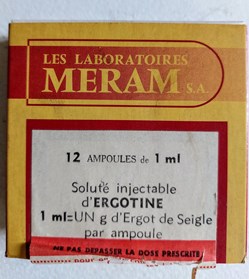 LES LABORATOIRES
MERAM S.A.
12 AMPOULES de 1 ml
Soluté injectable
d'ERGOTINE
1 ml=UN g d'Ergot de Seigle
par ampoule
NE PAS DEPASSER LA DOSE PRESCRITE